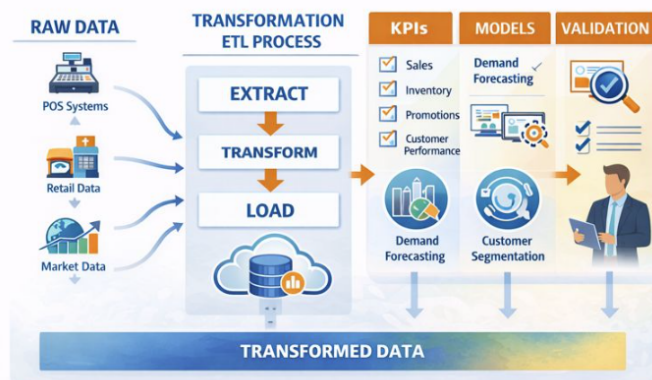 RAW DATA
POS Systems
Retail Data
Market Data
TRANSFORMATION
ETL PROCESS
EXTRACT
TRANSFORM
LOAD
KPIs
Sales
Inventory
Promotions
Customer
Performance
Demand
Forecasting
MODELS
Demand
Forecasting
Customer
Segmentation
VALIDATION
TRANSFORMED DATA